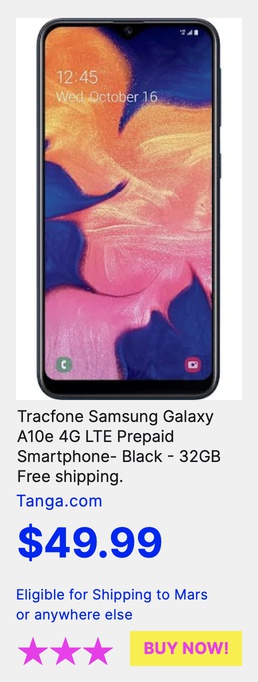 12:45
Wed, October 16
Tracfone Samsung Galaxy
A10e 4G LTE Prepaid
Smartphone- Black - 32GB
Free shipping.
Tanga.com
$49.99
Eligible for Shipping to Mars
or anywhere else
BUY NOW!